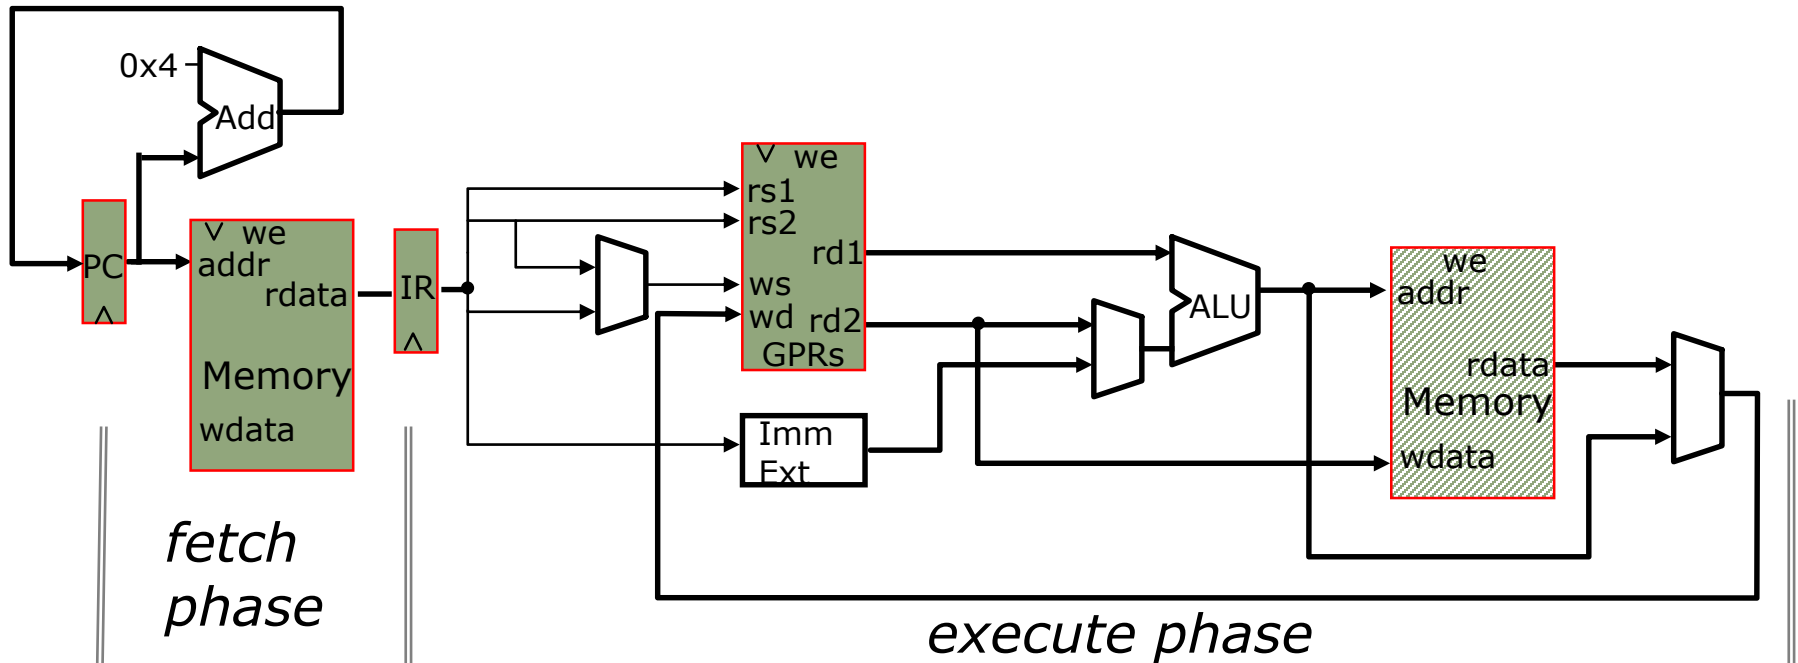 0x4
Add
PC
we
addr
rdata
Memory
wdata
IR
we
rs1
rs2
rd1
ws
wd
rd2
GPRs
Imm
Ext
ALU
we
addr
rdata
Memory
wdata
fetch
phase
execute phase